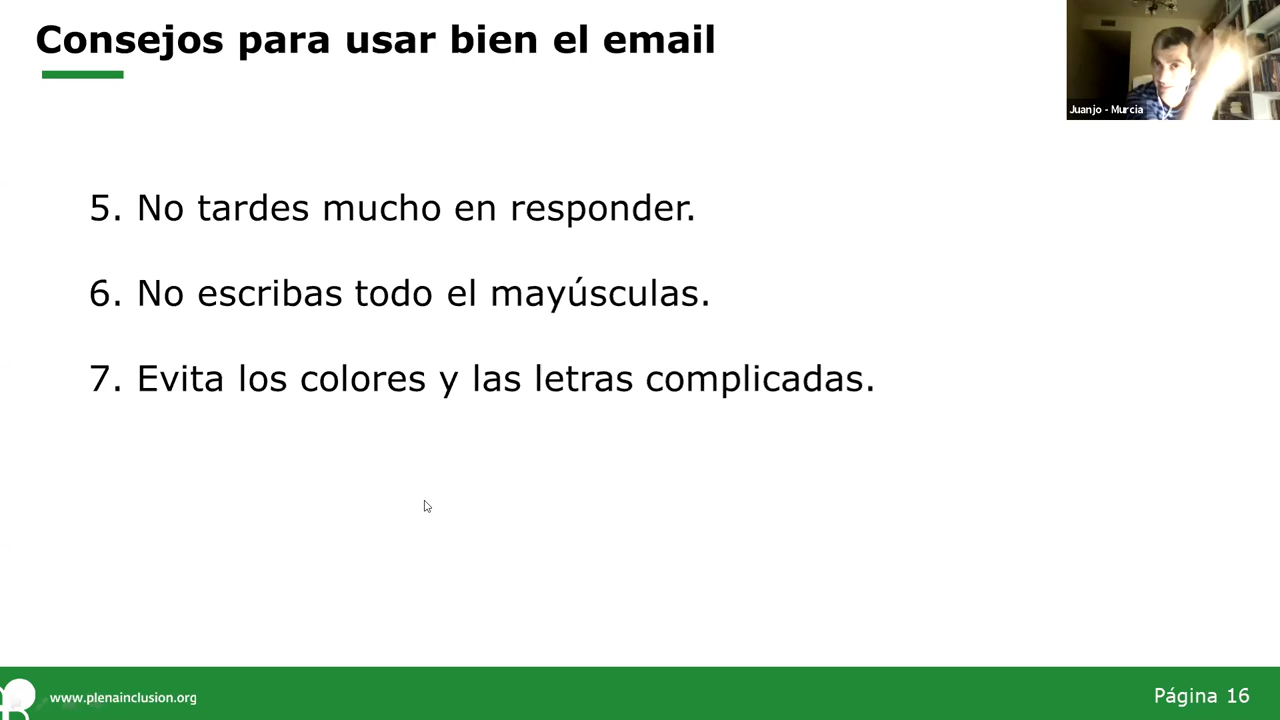 Consejos para usar bien el email
Juanjo - Murcia
5. No tardes mucho en responder.
6. No escribas todo el mayúsculas.
7. Evita los colores y las letras complicadas.
www.plenainclusion.org
Página 16